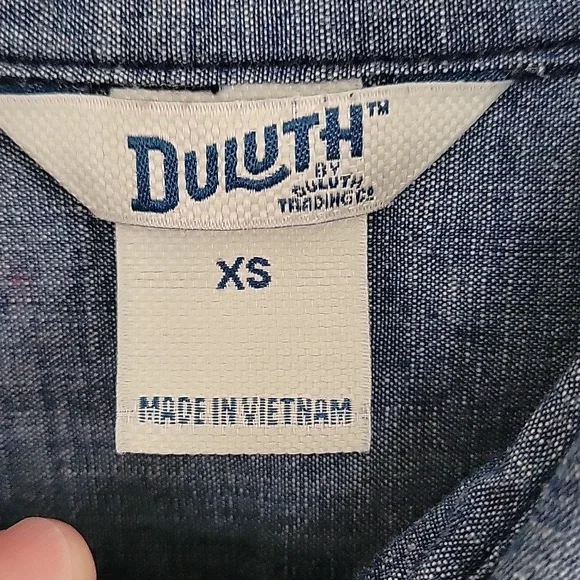 DULUTH™
BY
DULUTH
TRADING Co
XS
MADE IN VIETNAM